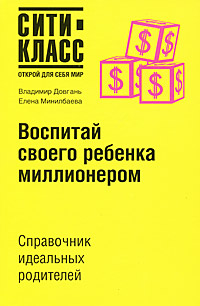 СИТИ-
КЛАСС
ОТКРОЙ ДЛЯ СЕБЯ МИР
Владимир Довгань
Елена Минилбаева
$ $ $ $ $ $
Воспитай
своего ребенка
миллионером
Справочник
идеальных
родителей